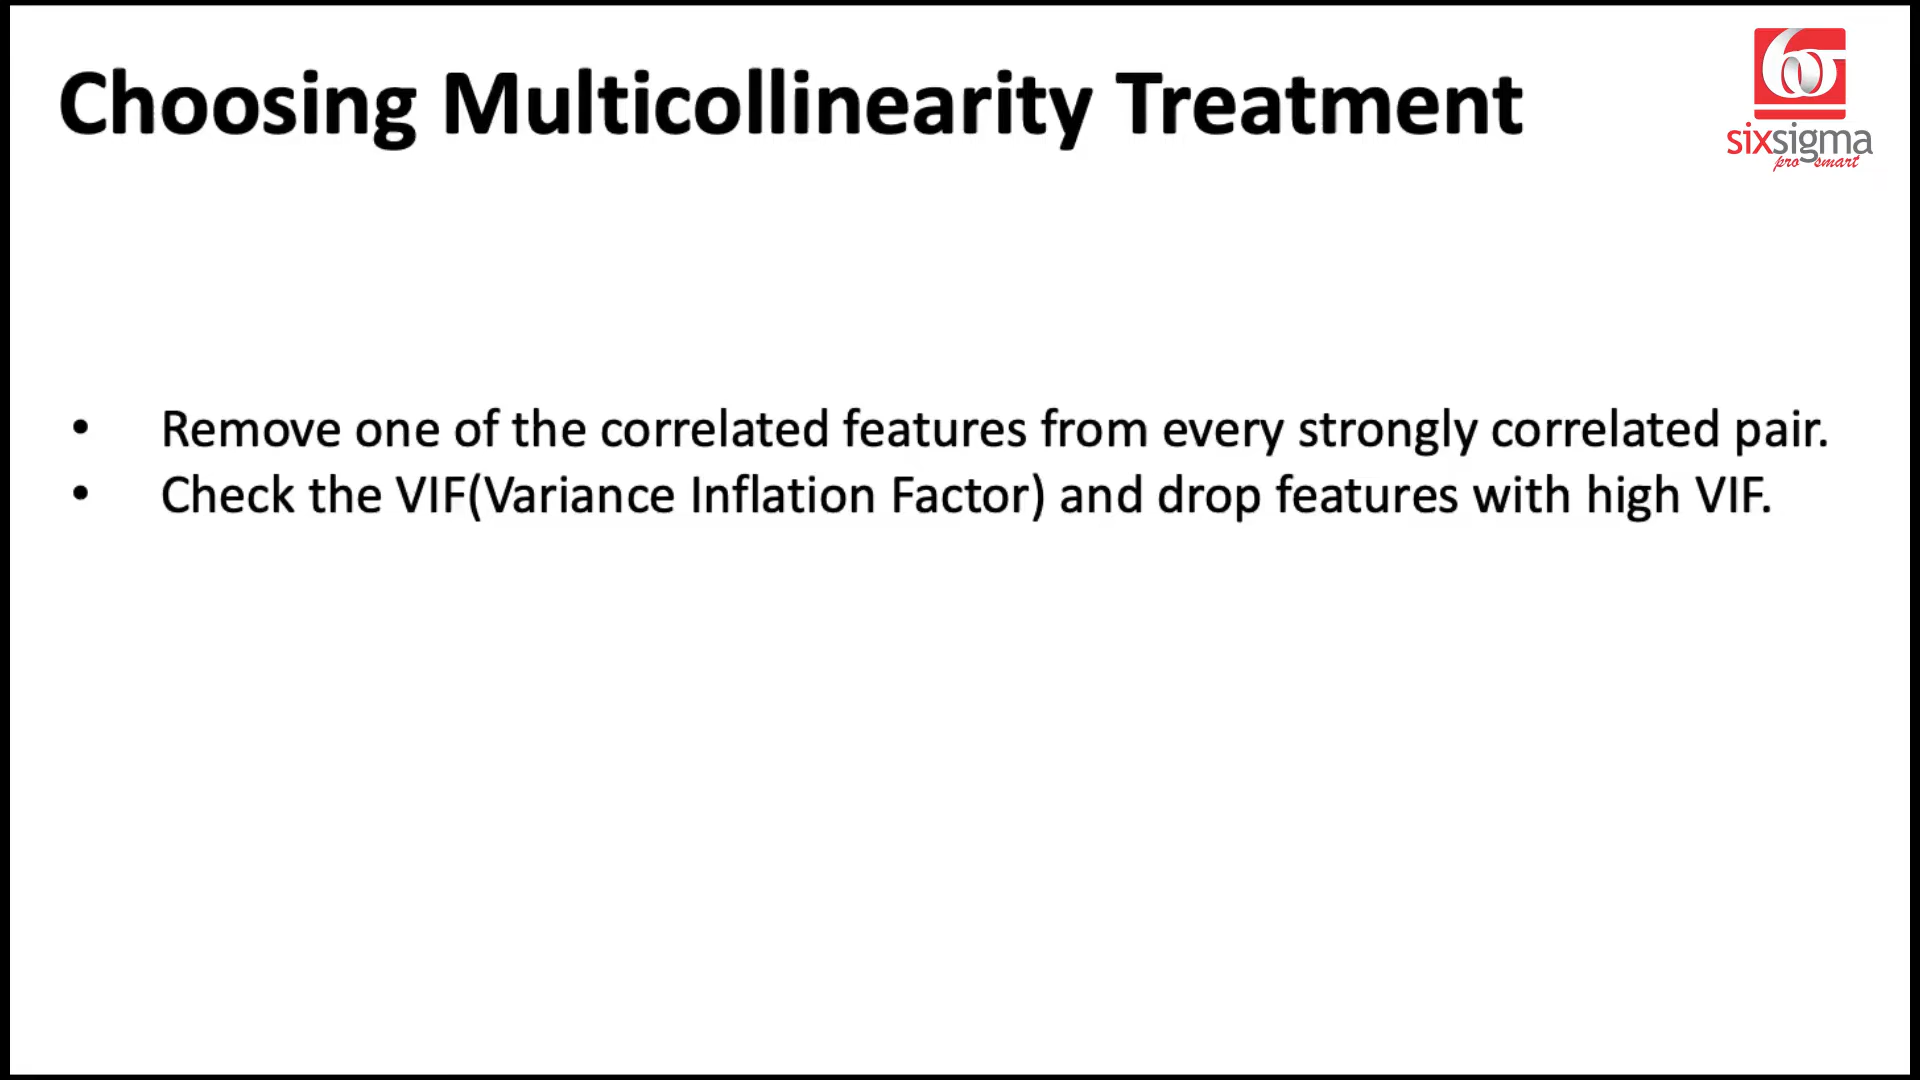 Choosing Multicollinearity Treatment
6σ
sixsigma
pro smart
• Remove one of the correlated features from every strongly correlated pair.
• Check the VIF(Variance Inflation Factor) and drop features with high VIF.